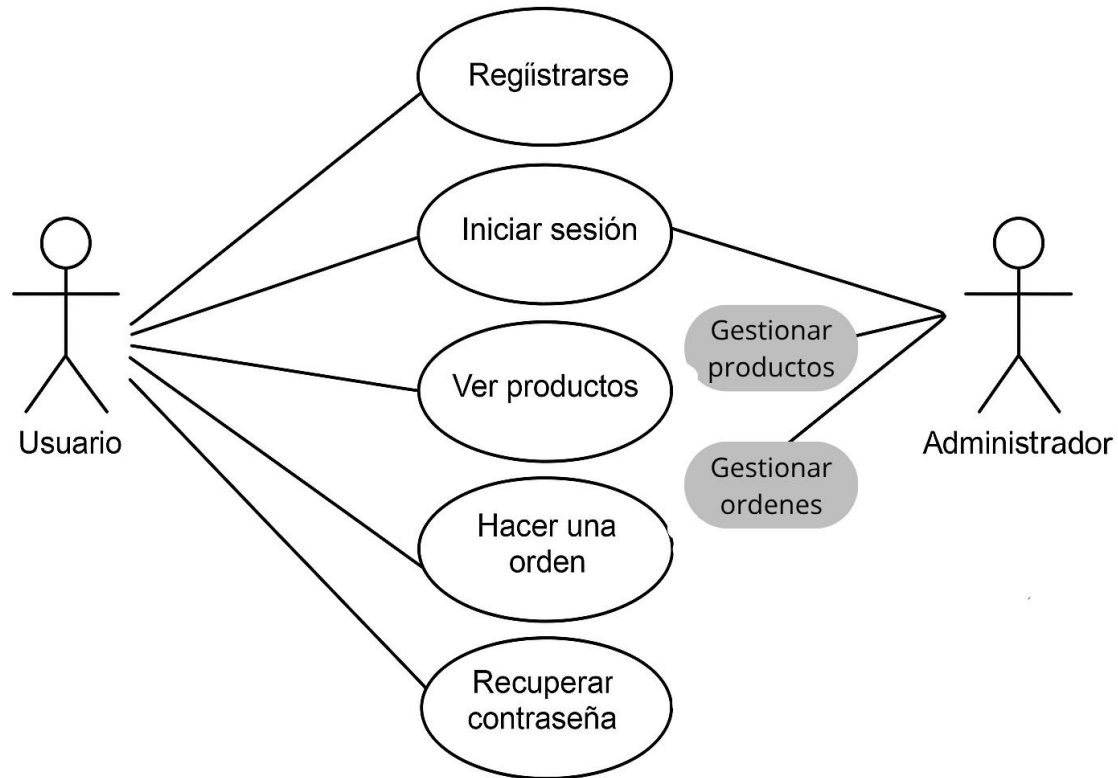 Regíistrarse
Iniciar sesión
Gestionar
productos
Ver productos
Usuario
Administrador
Gestionar
ordenes
Hacer una
orden
Recuperar
contraseña